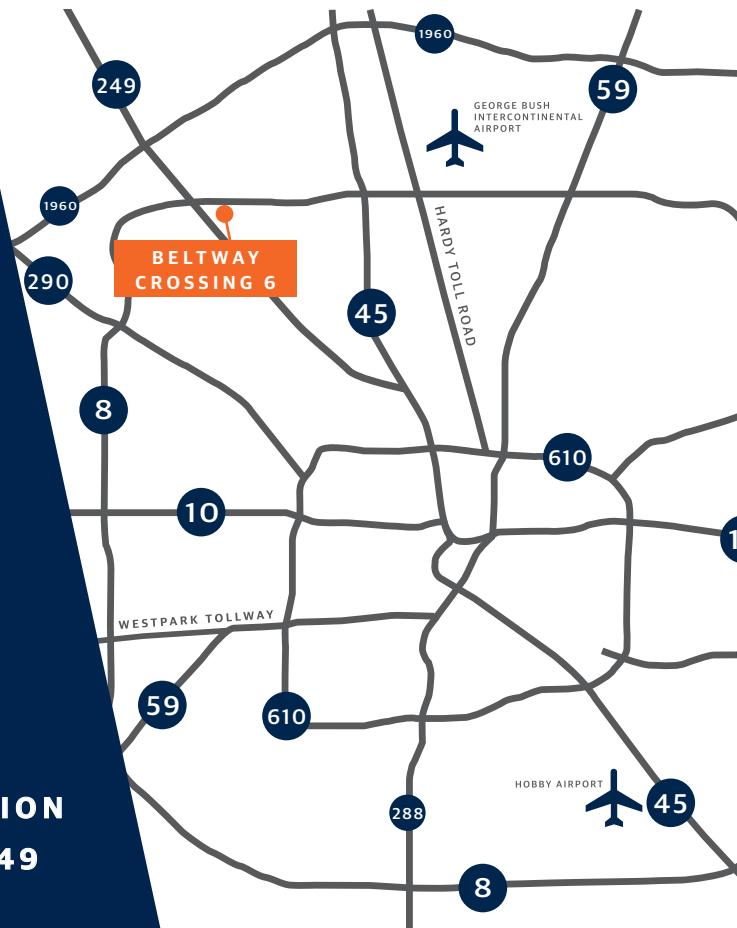 1960
249
59
GEORGE BUSH
INTERCONTINENTAL
AIRPORT
1960
HARDY TOLL ROAD
BELTWAY
CROSSING 6
290
45
8
610
10
1
WESTPARK TOLLWAY
59
610
HOBBY AIRPORT
45
ION
288
49
8